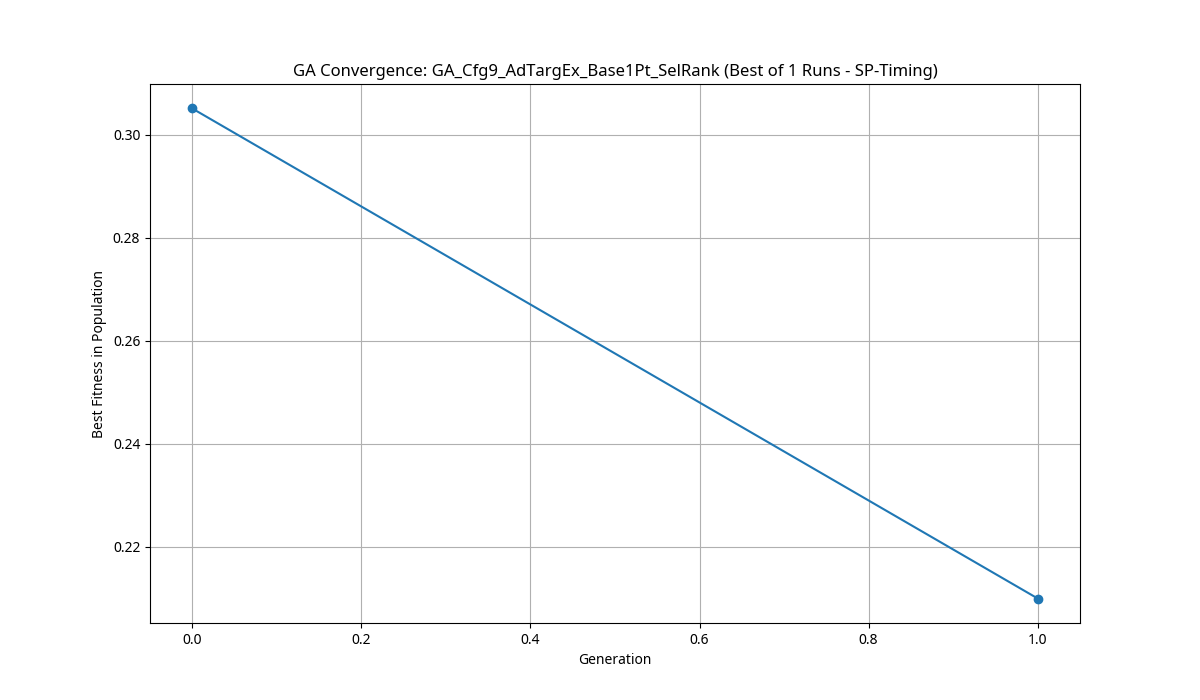 GA Convergence: GA_Cfg9_AdTargEx_Base1Pt_SelRank (Best of 1 Runs - SP-Timing)
Best Fitness in Population
0.30
0.28
0.26
0.24
0.22
0.0 0.2 0.4 0.6 0.8 1.0
Generation